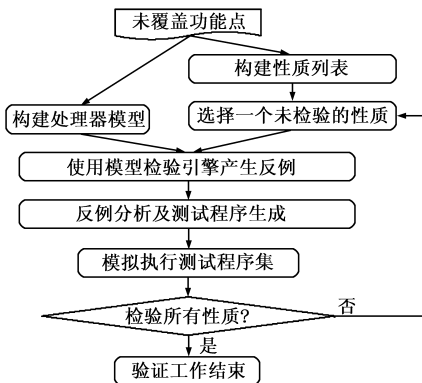 未覆盖功能点
构建性质列表
构建处理器模型
选择一个未检验的性质
使用模型检验引擎产生反例
反例分析及测试程序生成
模拟执行测试程序集
检验所有性质?
否
是
验证工作结束